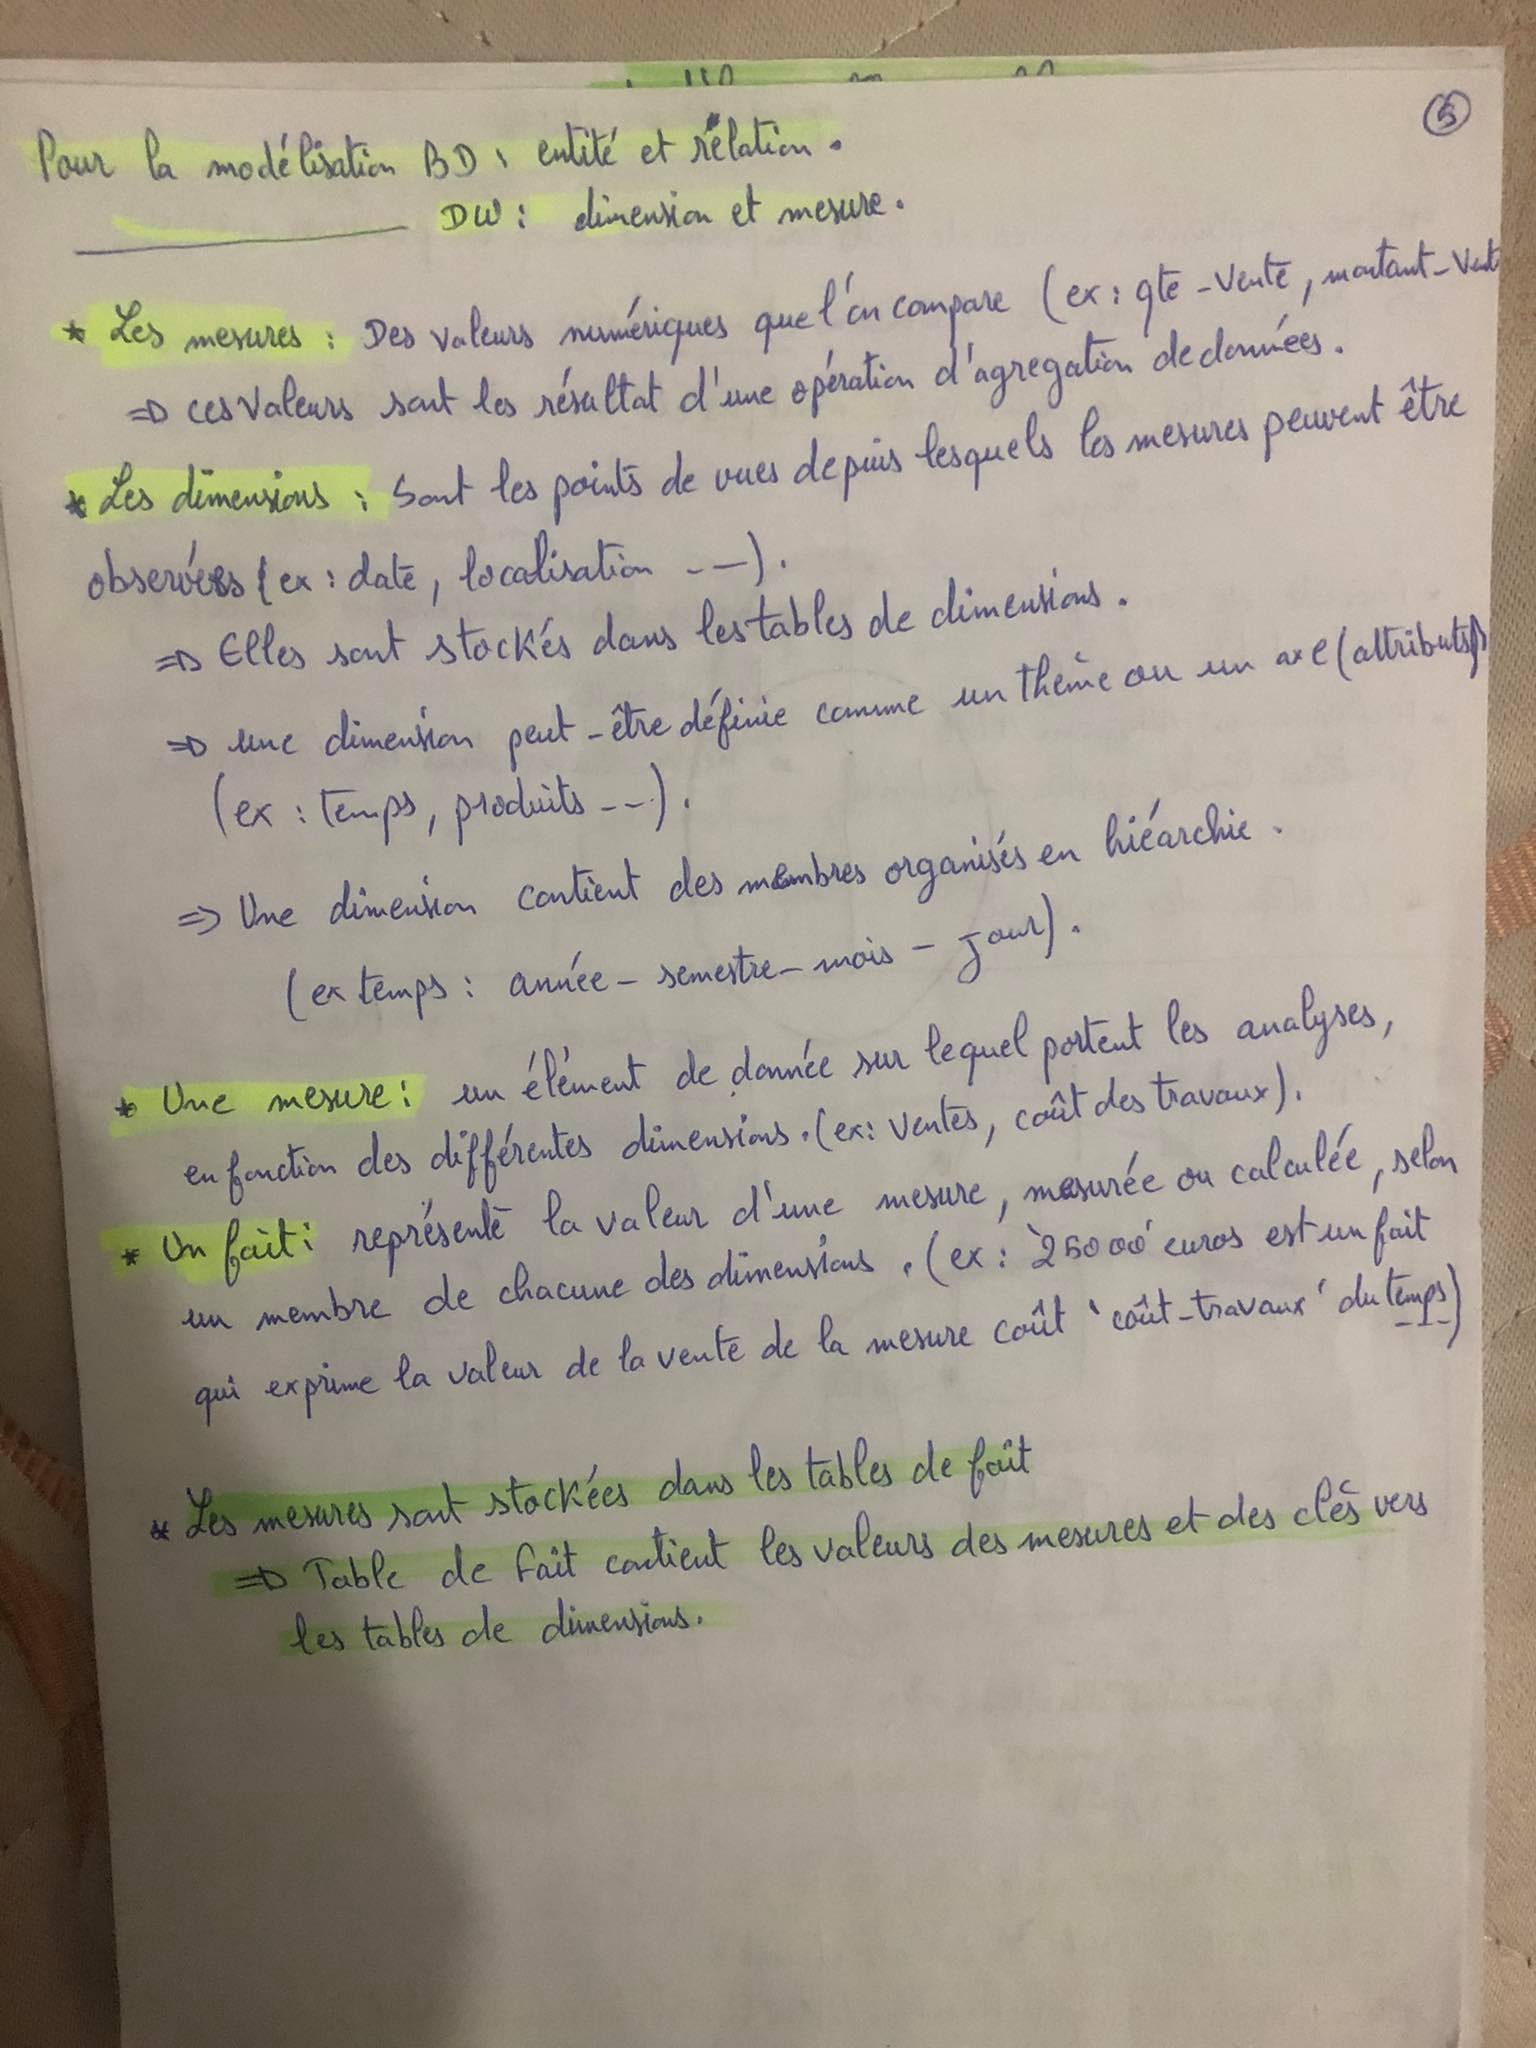 5
Pour la modélisation BD : entité et rélation.
DW : dimension et mesure.
* Les mesures : Des valeurs numériques que l'on compare (ex : qte-Vente, montant-Vent
=> ces valeurs sont les résultat d'une opération d'agregation de données.
* Les dimensions : Sont les points de vues depuis lesquels les mesures peuvent être
observées (ex : date, localisation ---).
=> Elles sont stockés dans les tables de dimensions.
=> une dimension peut-être définie comme un thème ou un axe (attributs)
(ex : temps, produits ---).
=> Une dimension contient des membres organisés en hiéarchie.
(ex temps : année - semestre - mois - jour).
* Une mesure : un élément de donnée sur lequel portent les analyses,
en fonction des différentes dimensions. (ex : Ventes, coût des travaux).
* Un fait : représente la valeur d'une mesure, mesurée ou calculée, selon
un membre de chacune des dimensions. (ex : '25000' euros est un fait
qui exprime la valeur de la vente de la mesure coût 'coût-travaux' du temps)
* Les mesures sont stockées dans les tables de fait
=> Table de fait contient les valeurs des mesures et des clés vers
les tables de dimensions.